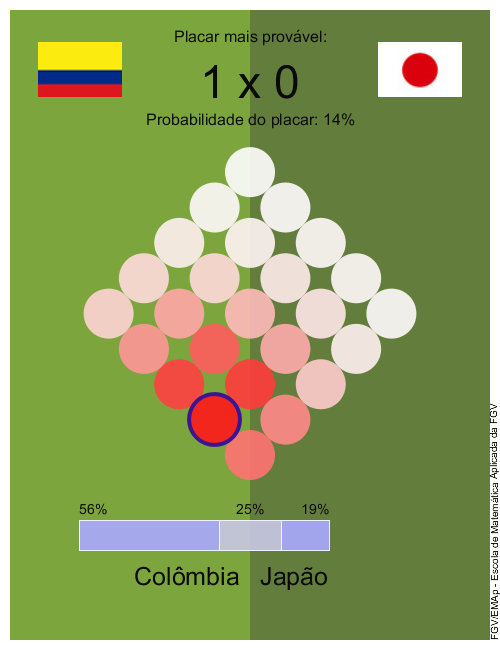 Placar mais provável:
1 x 0
Probabilidade do placar: 14%
56% 25% 19%
Colômbia Japão
FGV/EMAp - Escola de Matemática Aplicada da FGV